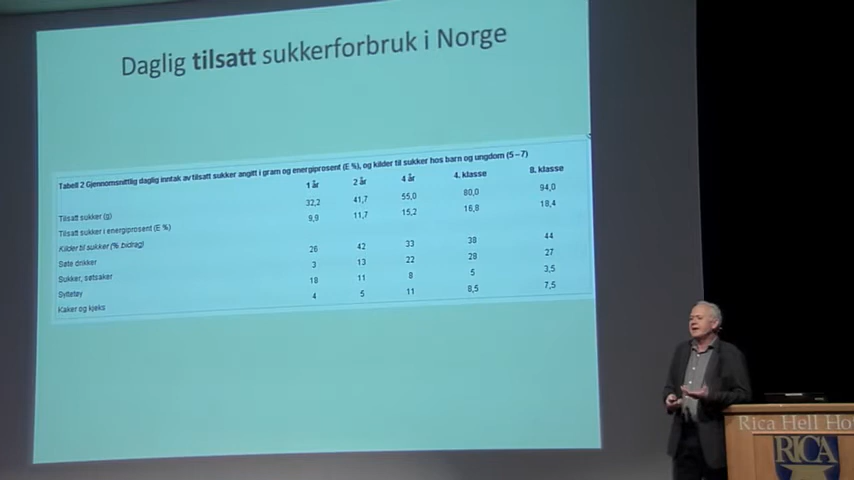 Daglig tilsatt sukkerforbruk i Norge
Tabell 2 Gjennomsnittlig daglig inntak av tilsatt sukker angitt i gram og energiprosent (E %), og kilder til sukker hos barn og ungdom (5–7)
1 år 2 år 4 år 4. klasse 8. klasse
Tilsatt sukker (g) 32,2 41,7 55,0 80,0 94,0
Tilsatt sukker i energiprosent (E %) 9,9 11,7 15,2 16,8 18,4
Kilder til sukker (% bidrag)
Søte drikker 26 42 33 38 44
Sukker, søtsaker 3 13 22 28 27
Syltetøy 18 11 8 5 3,5
Kaker og kjeks 4 5 11 8,5 7,5
Rica Hell Ho
RICA